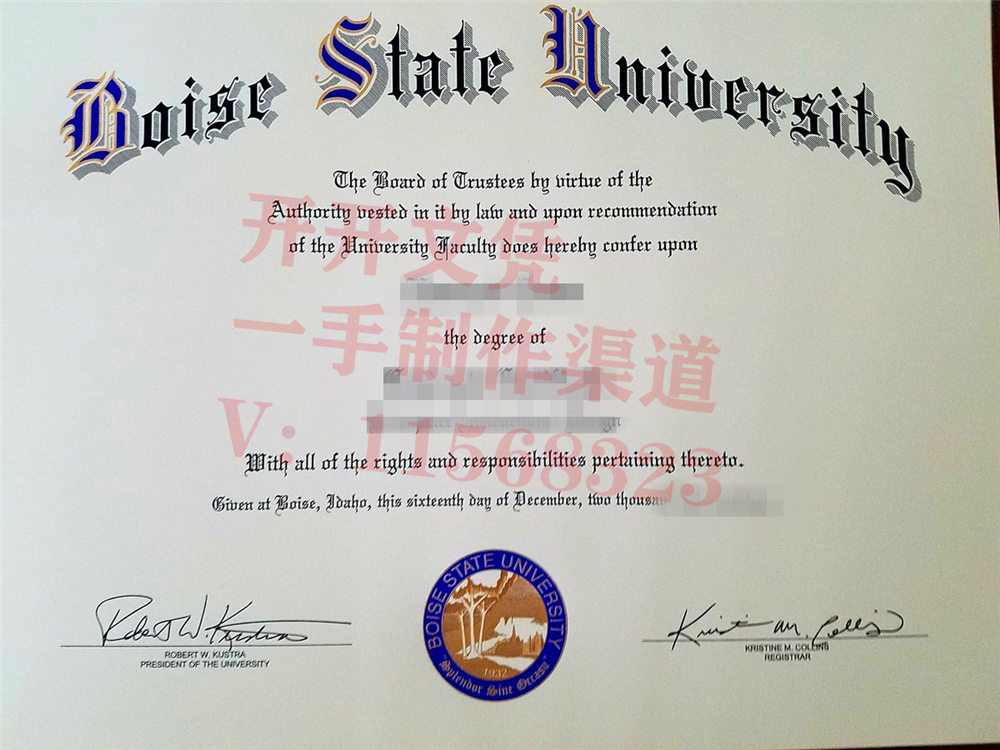 Boise State University
The Board of Trustees by virtue of the
Authority vested in it by law and upon recommendation
of the University Faculty does hereby confer upon
开开文凭
一手制作渠道
the degree of
V: 11568323
With all of the rights and responsibilities pertaining thereto.
Given at Boise, Idaho, this sixteenth day of December, two
BOISE STATE UNIVERSITY
1932
"Splendor Sine Occasu"
ROBERT W. KUSTRA
PRESIDENT OF THE UNIVERSITY
KRISTINE M. COLLINS
REGISTRAR